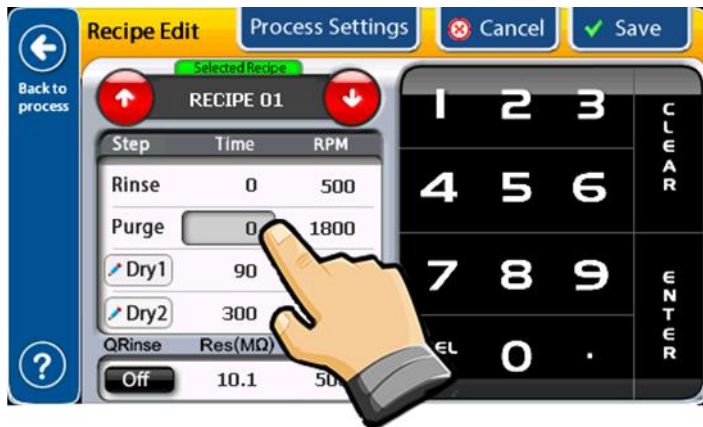 Recipe Edit
Process Settings
Cancel
Save
Back to
process
Selected Recipe
RECIPE 01
Step Time RPM
Rinse 0 500
Purge 0 1800
Dry1 90
Dry2 300
QRinse Res(MΩ)
Off 10.1
1 2 3
4 5 6
7 8 9
0 .
CLEAR
ENTER
?